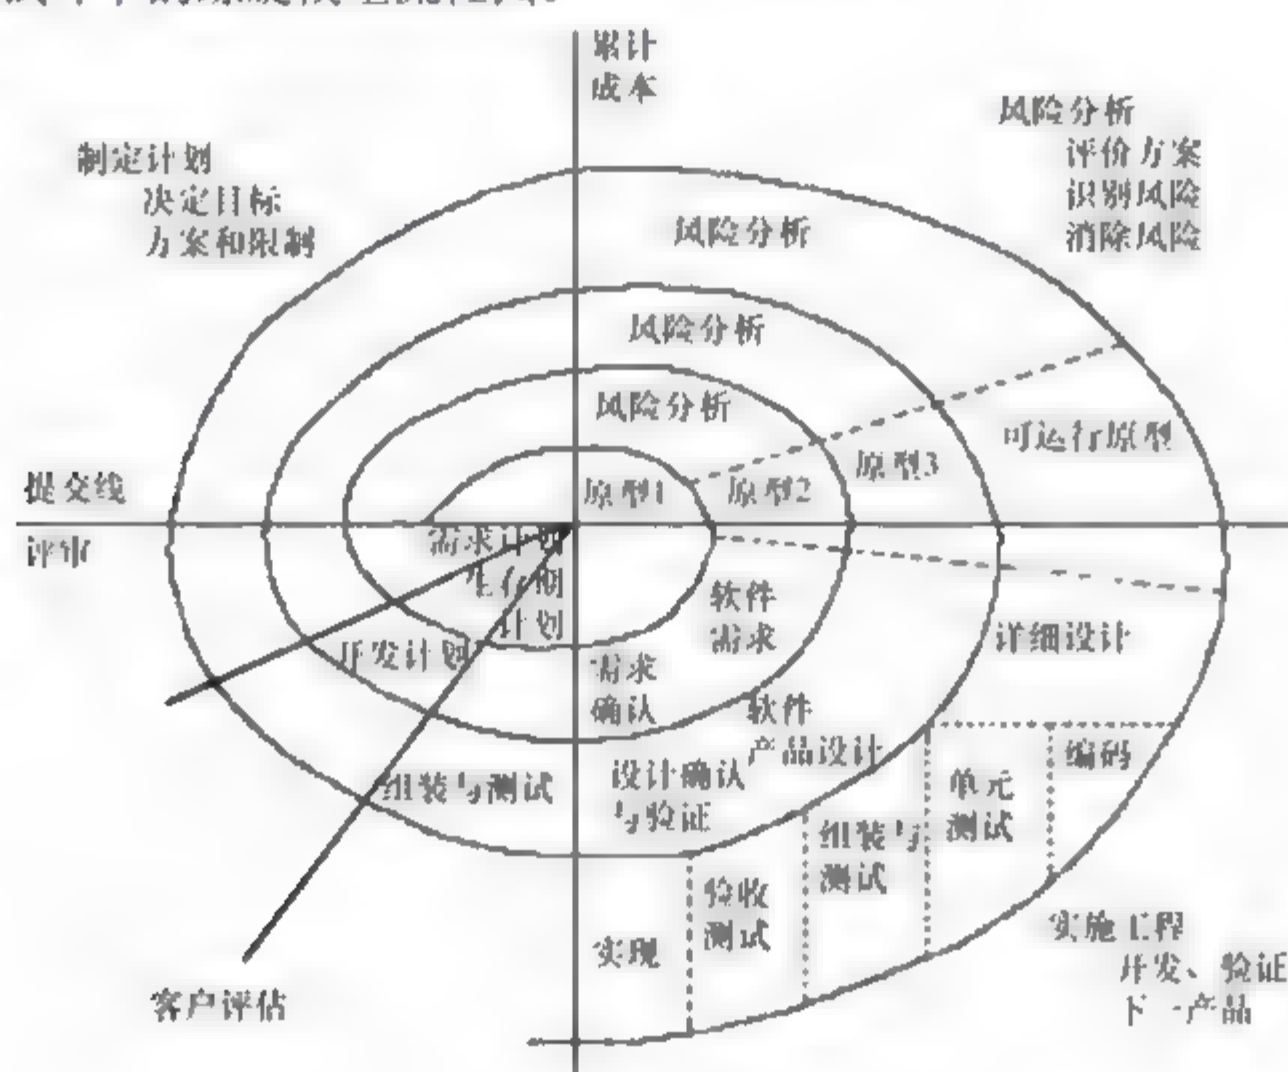 累计
成本
制定计划
决定目标
方案和限制
风险分析
评价方案
识别风险
消除风险
风险分析
风险分析
风险分析
提交线
评审
原型1
原型2
原型3
可运行原型
需求计划
生存期
计划
开发计划
组装与测试
软件
需求
需求
确认
软件
产品设计
设计确认
与验证
详细设计
编码
单元
测试
组装与
测试
验收
测试
实现
客户评估
实施工程
开发、验证
下一产品